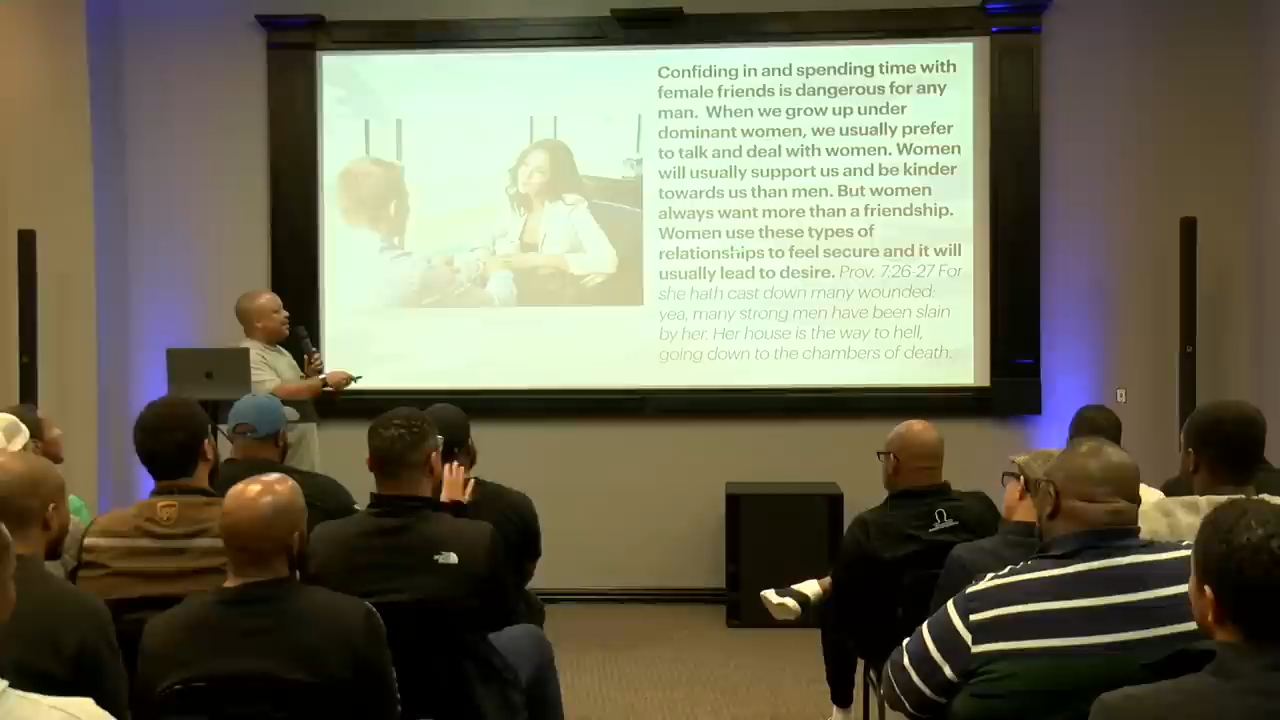 Confiding in and spending time with
female friends is dangerous for any
man. When we grow up under
dominant women, we usually prefer
to talk and deal with women. Women
will usually support us and be kinder
towards us than men. But women
always want more than a friendship.
Women use these types of
relationships to feel secure and it will
usually lead to desire. Prov. 7:26-27 For
she hath cast down many wounded:
yea, many strong men have been slain
by her. Her house is the way to hell,
going down to the chambers of death.